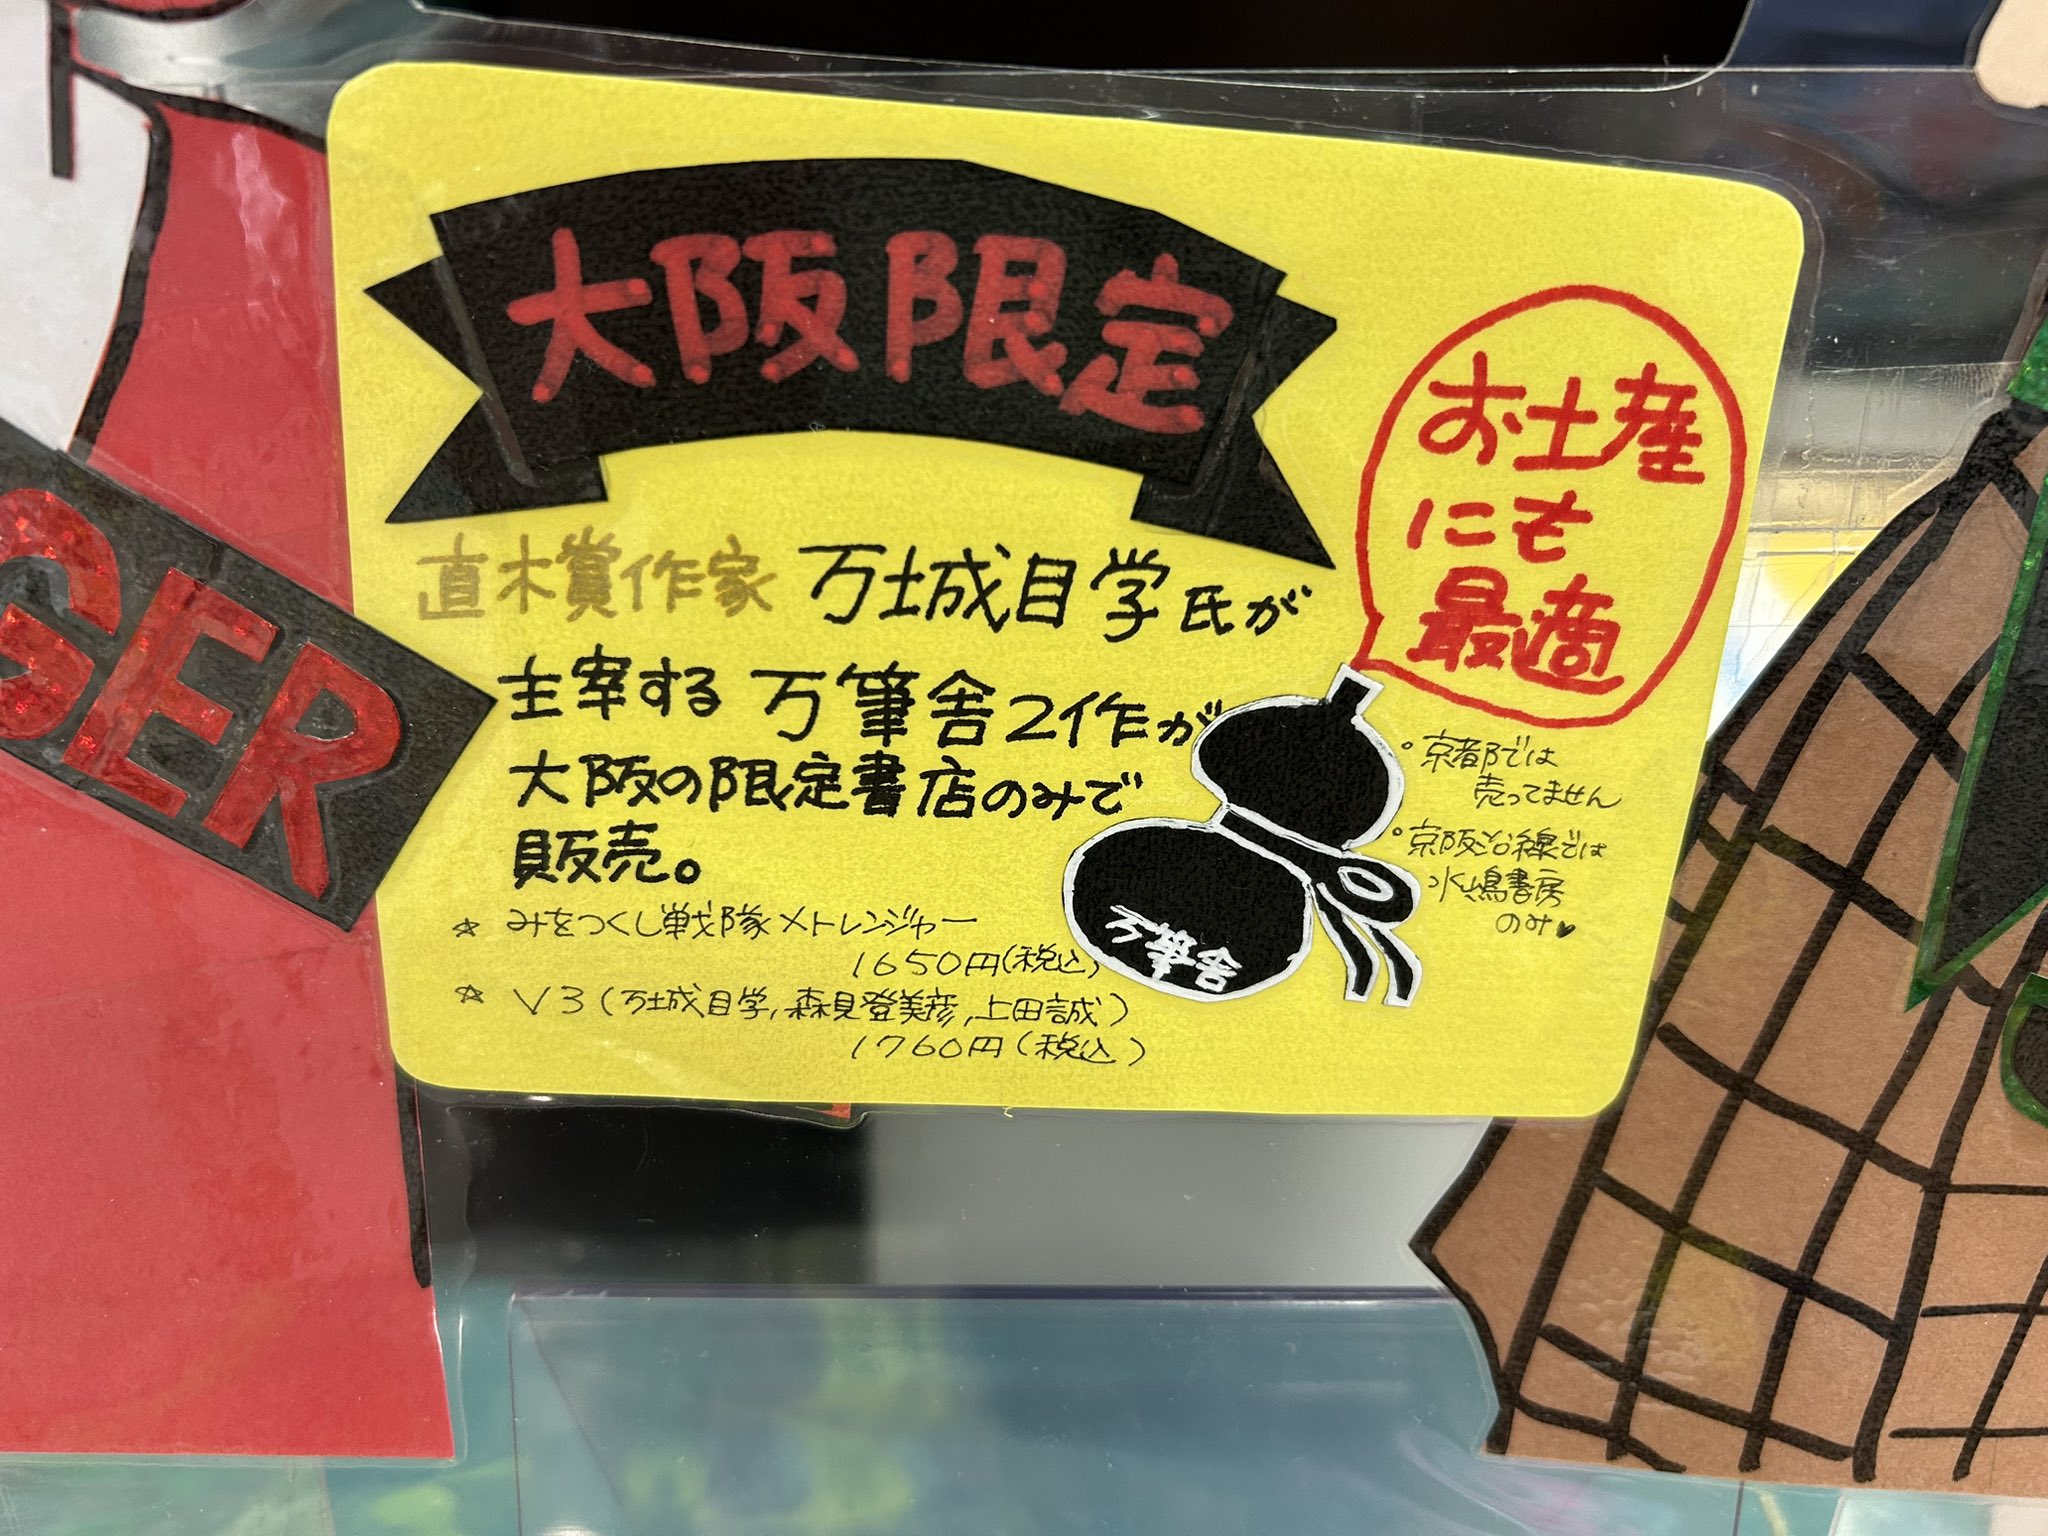 大阪限定
お土産
にも
最適
直木賞作家 万城目学氏が
主宰する 万筆舎2作が
大阪の限定書店のみで
販売。
☆ みをつくし戦隊メトレンジャー
1650円(税込)
☆ V3(万城目学,森見登美彦,上田誠)
1760円(税込)
万筆舎
°京都では
売ってません
°京阪沿線では
水嶋書房
のみ♥
GER